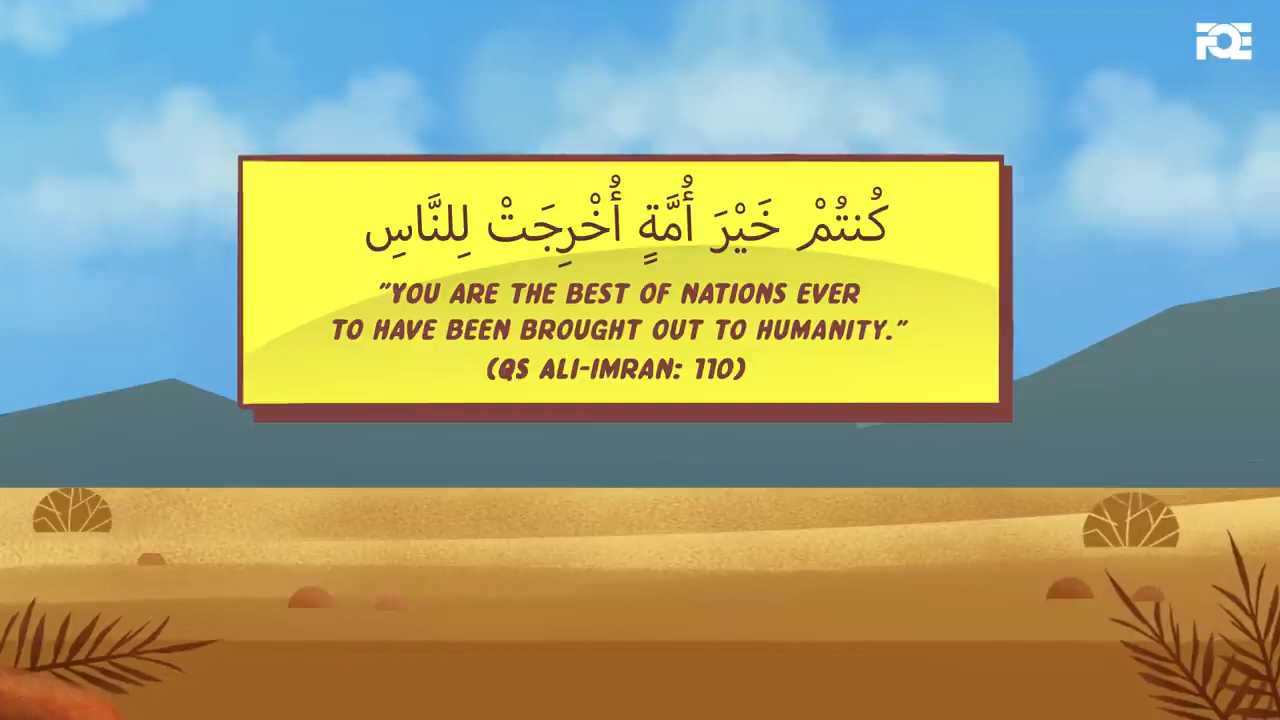 FOE
كُنتُمْ خَيْرَ أُمَّةٍ أُخْرِجَتْ لِلنَّاسِ
"YOU ARE THE BEST OF NATIONS EVER
TO HAVE BEEN BROUGHT OUT TO HUMANITY."
(QS ALI-IMRAN: 110)